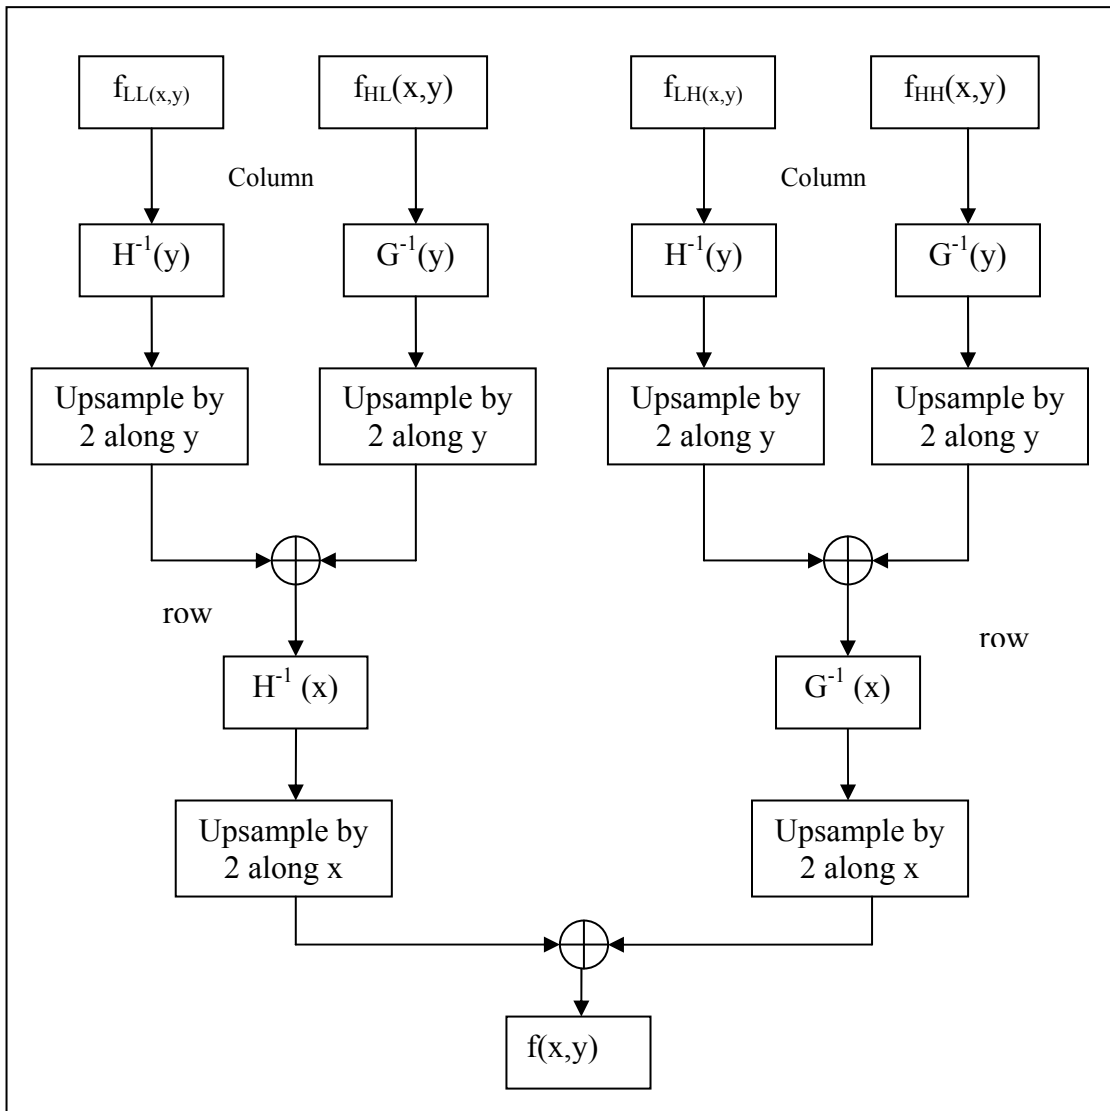 f_LL(x,y)
f_HL(x,y)
f_LH(x,y)
f_HH(x,y)
Column
Column
H^-1(y)
G^-1(y)
H^-1(y)
G^-1(y)
Upsample by
2 along y
Upsample by
2 along y
Upsample by
2 along y
Upsample by
2 along y
row
row
H^-1 (x)
G^-1 (x)
Upsample by
2 along x
Upsample by
2 along x
f(x,y)